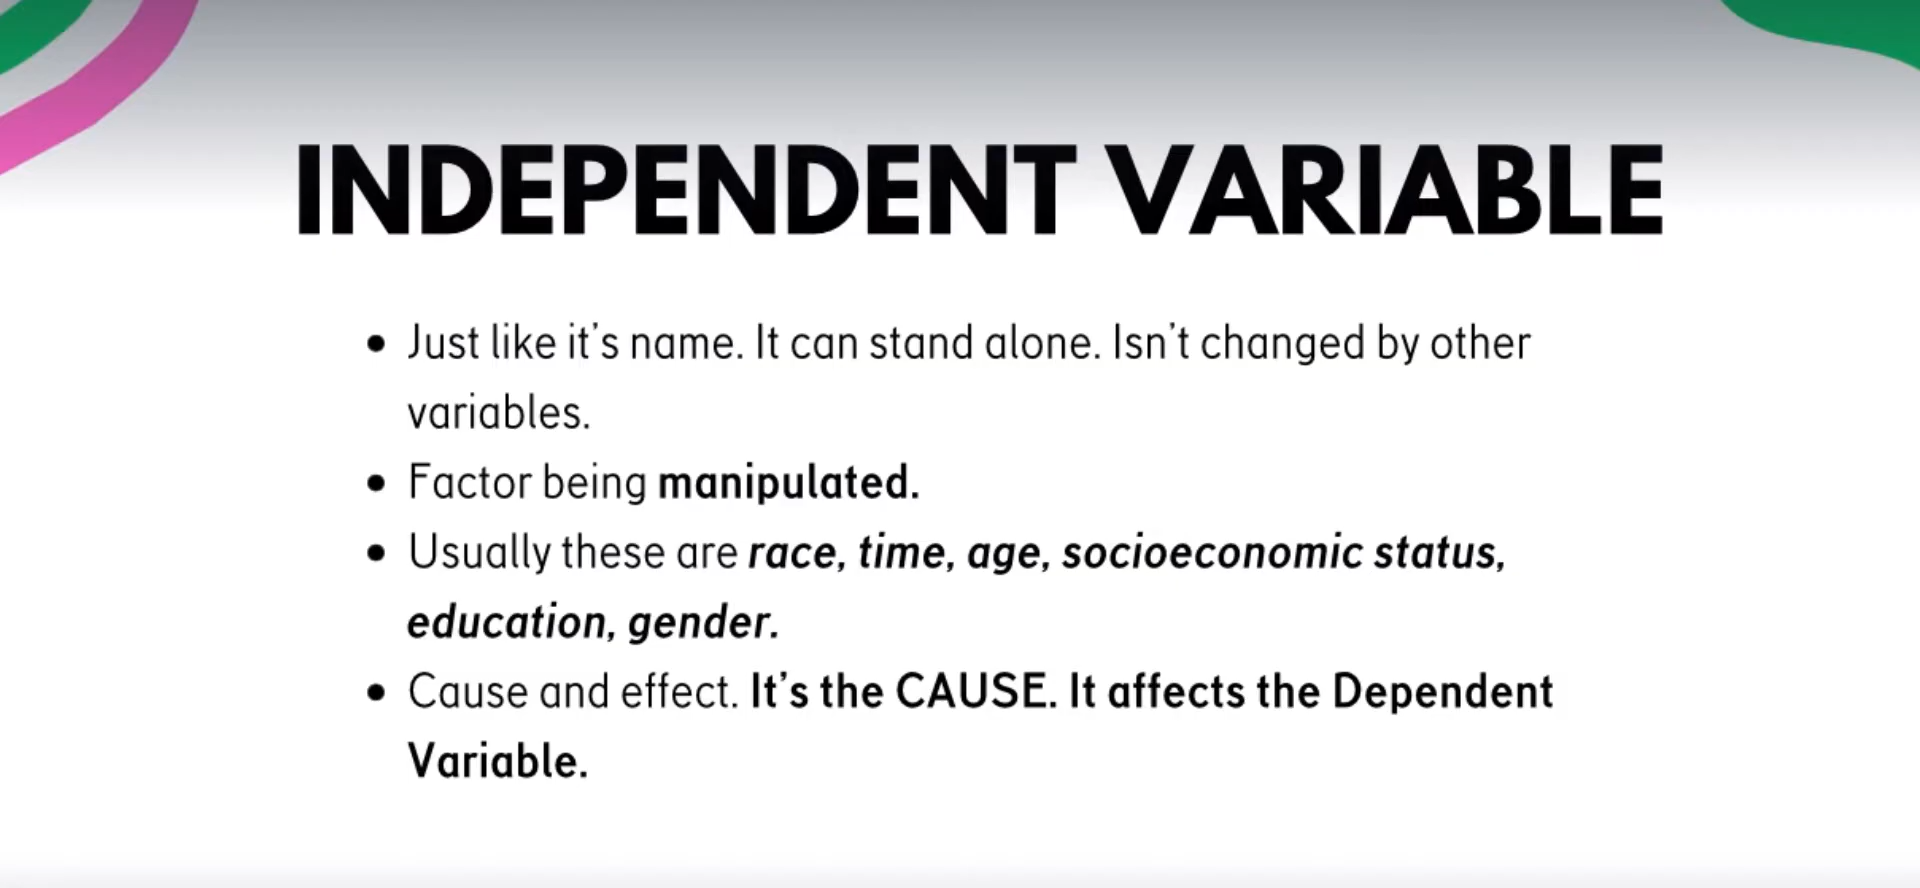 INDEPENDENT VARIABLE
• Just like it's name. It can stand alone. Isn't changed by other
variables.
• Factor being manipulated.
• Usually these are race, time, age, socioeconomic status,
education, gender.
• Cause and effect. It's the CAUSE. It affects the Dependent
Variable.